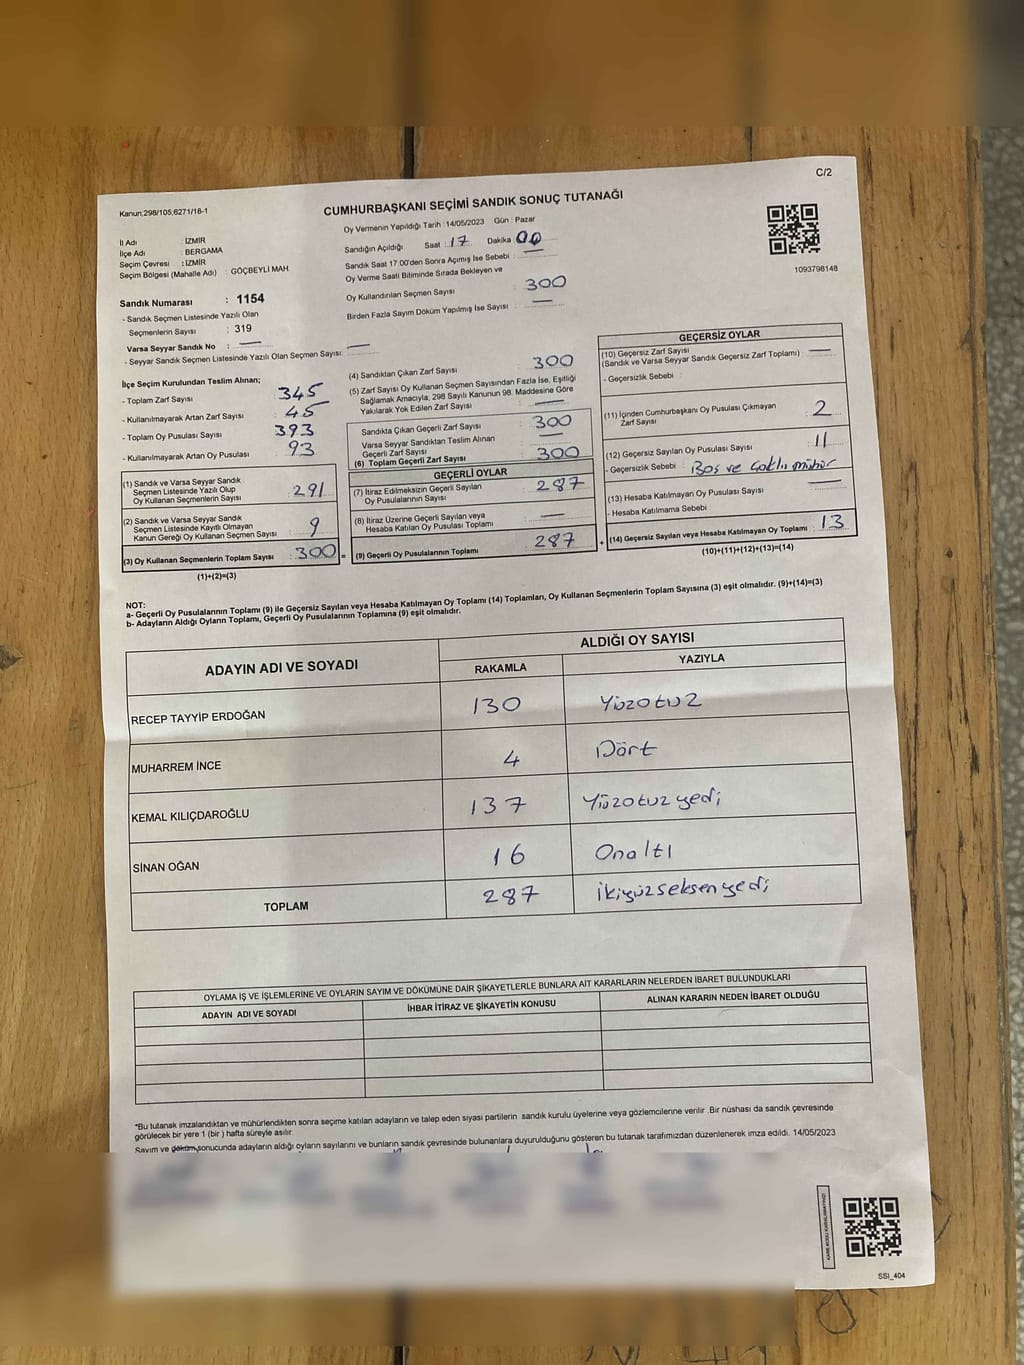 C/2
Kanun;298/105,6271/16-1
CUMHURBAŞKANI SEÇİMİ SANDIK SONUÇ TUTANAĞI
Oy Vermenin Yapıldığı Tarih : 14/05/2023 Gün : Pazar
İl Adı : İZMİR
İlçe Adı : BERGAMA
Seçim Çevresi : İZMİR
Seçim Bölgesi (Mahalle Adı) : GÖÇBEYLİ MAH
Sandığın Açıldığı Saat : 17 Dakika : 00
Sandık Saat 17:00'den Sonra Açımış İse Sebebi :
Oy Verme Saati Bitiminde Sırada Bekleyen ve
Oy Kullandırılan Seçmen Sayısı : 300
Birden Fazla Sayım Döküm Yapılmış İse Sayısı : —
1093798148
Sandık Numarası : 1154
- Sandık Seçmen Listesinde Yazılı Olan
Seçmenlerin Sayısı : 319
Varsa Seyyar Sandık No : —
- Seyyar Sandık Seçmen Listesinde Yazılı Olan Seçmen Sayısı: —
İlçe Seçim Kurulundan Teslim Alınan;
- Toplam Zarf Sayısı : 345
- Kullanılmayarak Artan Zarf Sayısı : 45
- Toplam Oy Pusulası Sayısı : 393
- Kullanılmayarak Artan Oy Pusulası : 93
(1) Sandık ve Varsa Seyyar Sandık
Seçmen Listesinde Yazılı Olup
Oy Kullanan Seçmenlerin Sayısı : 291
(2) Sandık ve Varsa Seyyar Sandık
Seçmen Listesinde Kayıtlı Olmayan
Kanun Gereği Oy Kullanan Seçmen Sayısı : 9
(3) Oy Kullanan Seçmenlerin Toplam Sayısı : 300 =
(1)+(2)=(3)
(4) Sandıktan Çıkan Zarf Sayısı : 300
(5) Zarf Sayısı Oy Kullanan Seçmen Sayısından Fazla İse, Eşitliği
Sağlamak Amacıyla; 298 Sayılı Kanunun 98. Maddesine Göre
Yakılarak Yok Edilen Zarf Sayısı : —
Sandıkta Çıkan Geçerli Zarf Sayısı : 300
Varsa Seyyar Sandıktan Teslim Alınan
Geçerli Zarf Sayısı : —
(6) Toplam Geçerli Zarf Sayısı : 300
GEÇERLİ OYLAR
(7) İtiraz Edilmeksizin Geçerli Sayılan
Oy Pusulalarının Sayısı : 287
(8) İtiraz Üzerine Geçerli Sayılan veya
Hesaba Katılan Oy Pusulası Toplamı : —
(9) Geçerli Oy Pusulalarının Toplamı : 287 +
GEÇERSİZ OYLAR
(10) Geçersiz Zarf Sayısı
(Sandık ve Varsa Seyyar Sandık Geçersiz Zarf Toplamı) : —
- Geçersizlik Sebebi :
(11) İçinden Cumhurbaşkanı Oy Pusulası Çıkmayan
Zarf Sayısı : 2
(12) Geçersiz Sayılan Oy Pusulası Sayısı : 11
- Geçersizlik Sebebi : Boş ve Çoklu mühür
(13) Hesaba Katılmayan Oy Pusulası Sayısı : —
- Hesaba Katılmama Sebebi :
(14) Geçersiz Sayılan veya Hesaba Katılmayan Oy Toplamı : 13
(10)+(11)+(12)+(13)=(14)
NOT:
a- Geçerli Oy Pusulalarının Toplamı (9) ile Geçersiz Sayılan veya Hesaba Katılmayan Oy Toplamı (14) Toplamları, Oy Kullanan Seçmenlerin Toplam Sayısına (3) eşit olmalıdır. (9)+(14)=(3)
b- Adayların Aldığı Oyların Toplamı, Geçerli Oy Pusulalarının Toplamına (9) eşit olmalıdır.
ADAYIN ADI VE SOYADI ALDIĞI OY SAYISI
RAKAMLA YAZIYLA
RECEP TAYYİP ERDOĞAN 130 Yüzotuz
MUHARREM İNCE 4 Dört
KEMAL KILIÇDAROĞLU 137 Yüzotuzyedi
SİNAN OĞAN 16 Onaltı
TOPLAM 287 İkiyüzseksenyedi
OYLAMA İŞ VE İŞLEMLERİNE VE OYLARIN SAYIM VE DÖKÜMÜNE DAİR ŞİKAYETLERLE BUNLARA AİT KARARLARIN NELERDEN İBARET BULUNDUKLARI
ADAYIN ADI VE SOYADI İHBAR İTİRAZ VE ŞİKAYETİN KONUSU ALINAN KARARIN NEDEN İBARET OLDUĞU
*Bu tutanak imzalandıktan ve mühürlendikten sonra seçime katılan adayların ve talep eden siyasi partilerin sandık kurulu üyelerine veya gözlemcilerine verilir .Bir nüshası da sandık çevresinde
görülecek bir yere 1 (bir ) hafta süreyle asılır.
Sayım ve döküm sonucunda adayların aldığı oyların sayılarını ve bunların sandık çevresinde bulunanlara duyurulduğunu gösteren bu tutanak tarafımızdan düzenlenerek imza edildi. 14/05/2023
SSİ_404